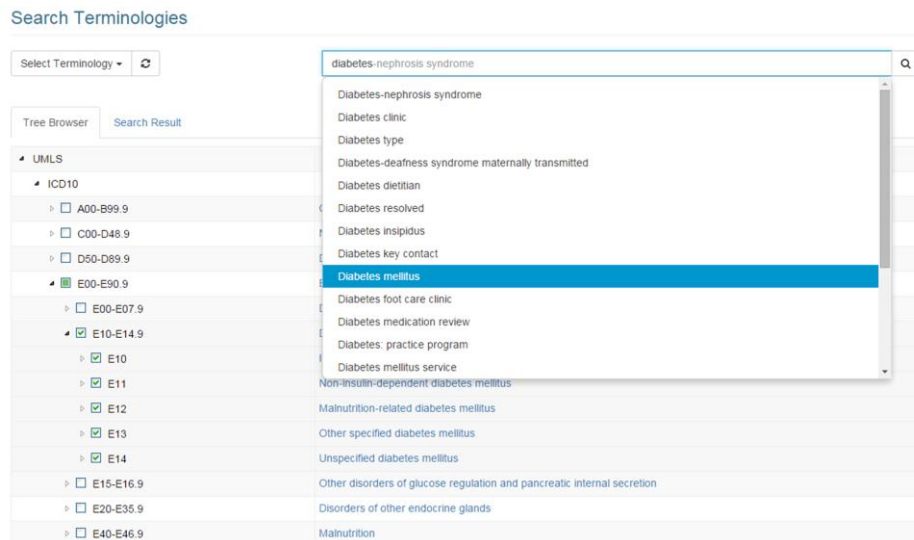 Search Terminologies
Select Terminology
diabetes-nephrosis syndrome
Diabetes-nephrosis syndrome
Diabetes clinic
Diabetes type
Diabetes-deafness syndrome maternally transmitted
Diabetes dietitian
Diabetes resolved
Diabetes insipidus
Diabetes key contact
Diabetes mellitus
Diabetes foot care clinic
Diabetes medication review
Diabetes: practice program
Diabetes mellitus service
Tree Browser Search Result
UMLS
ICD10
A00-B99.9
C00-D48.9
D50-D89.9
E00-E90.9
E00-E07.9
E10-E14.9
E10
E11 Non-insulin-dependent diabetes mellitus
E12 Malnutrition-related diabetes mellitus
E13 Other specified diabetes mellitus
E14 Unspecified diabetes mellitus
E15-E16.9 Other disorders of glucose regulation and pancreatic internal secretion
E20-E35.9 Disorders of other endocrine glands
E40-E46.9 Malnutrition